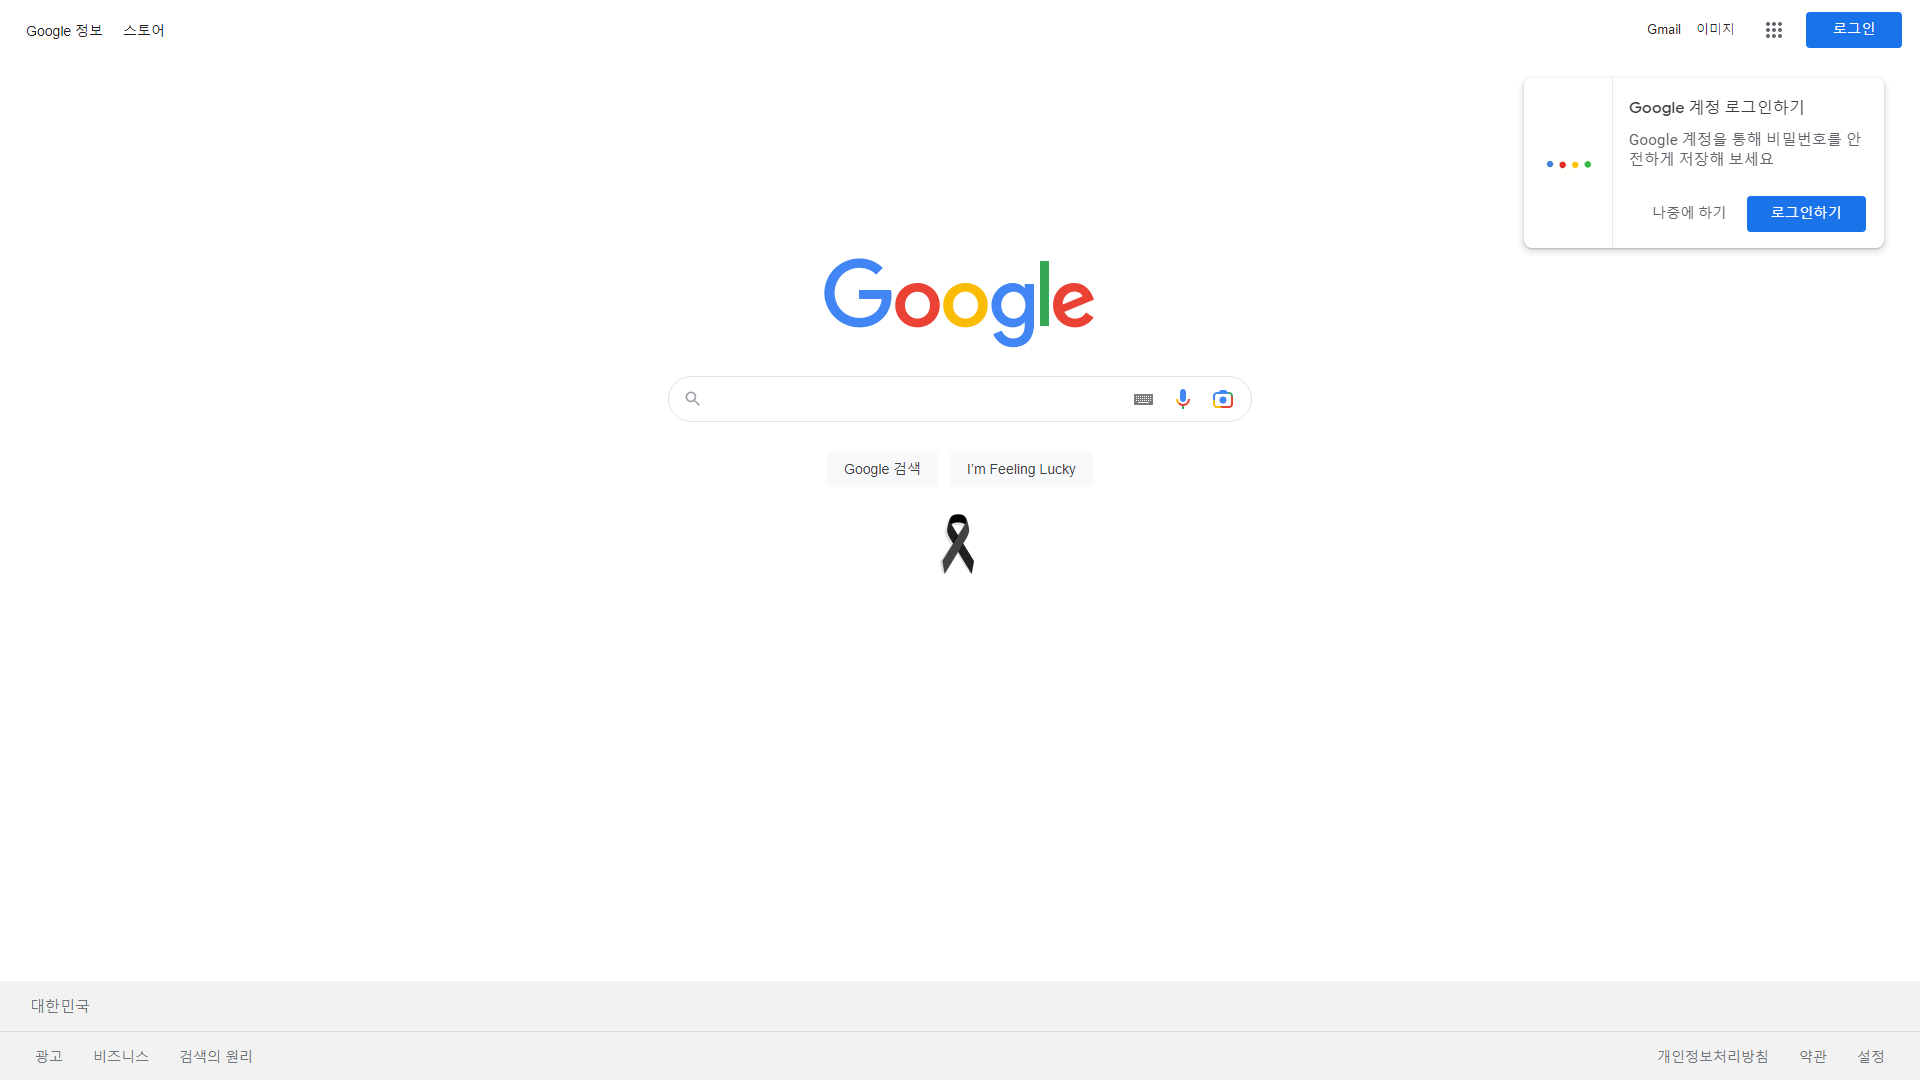 Google 정보 스토어
Gmail 이미지 로그인
Google 계정 로그인하기
Google 계정을 통해 비밀번호를 안
전하게 저장해 보세요
나중에 하기 로그인하기
Google
Google 검색 I'm Feeling Lucky
대한민국
광고 비즈니스 검색의 원리
개인정보처리방침 약관 설정